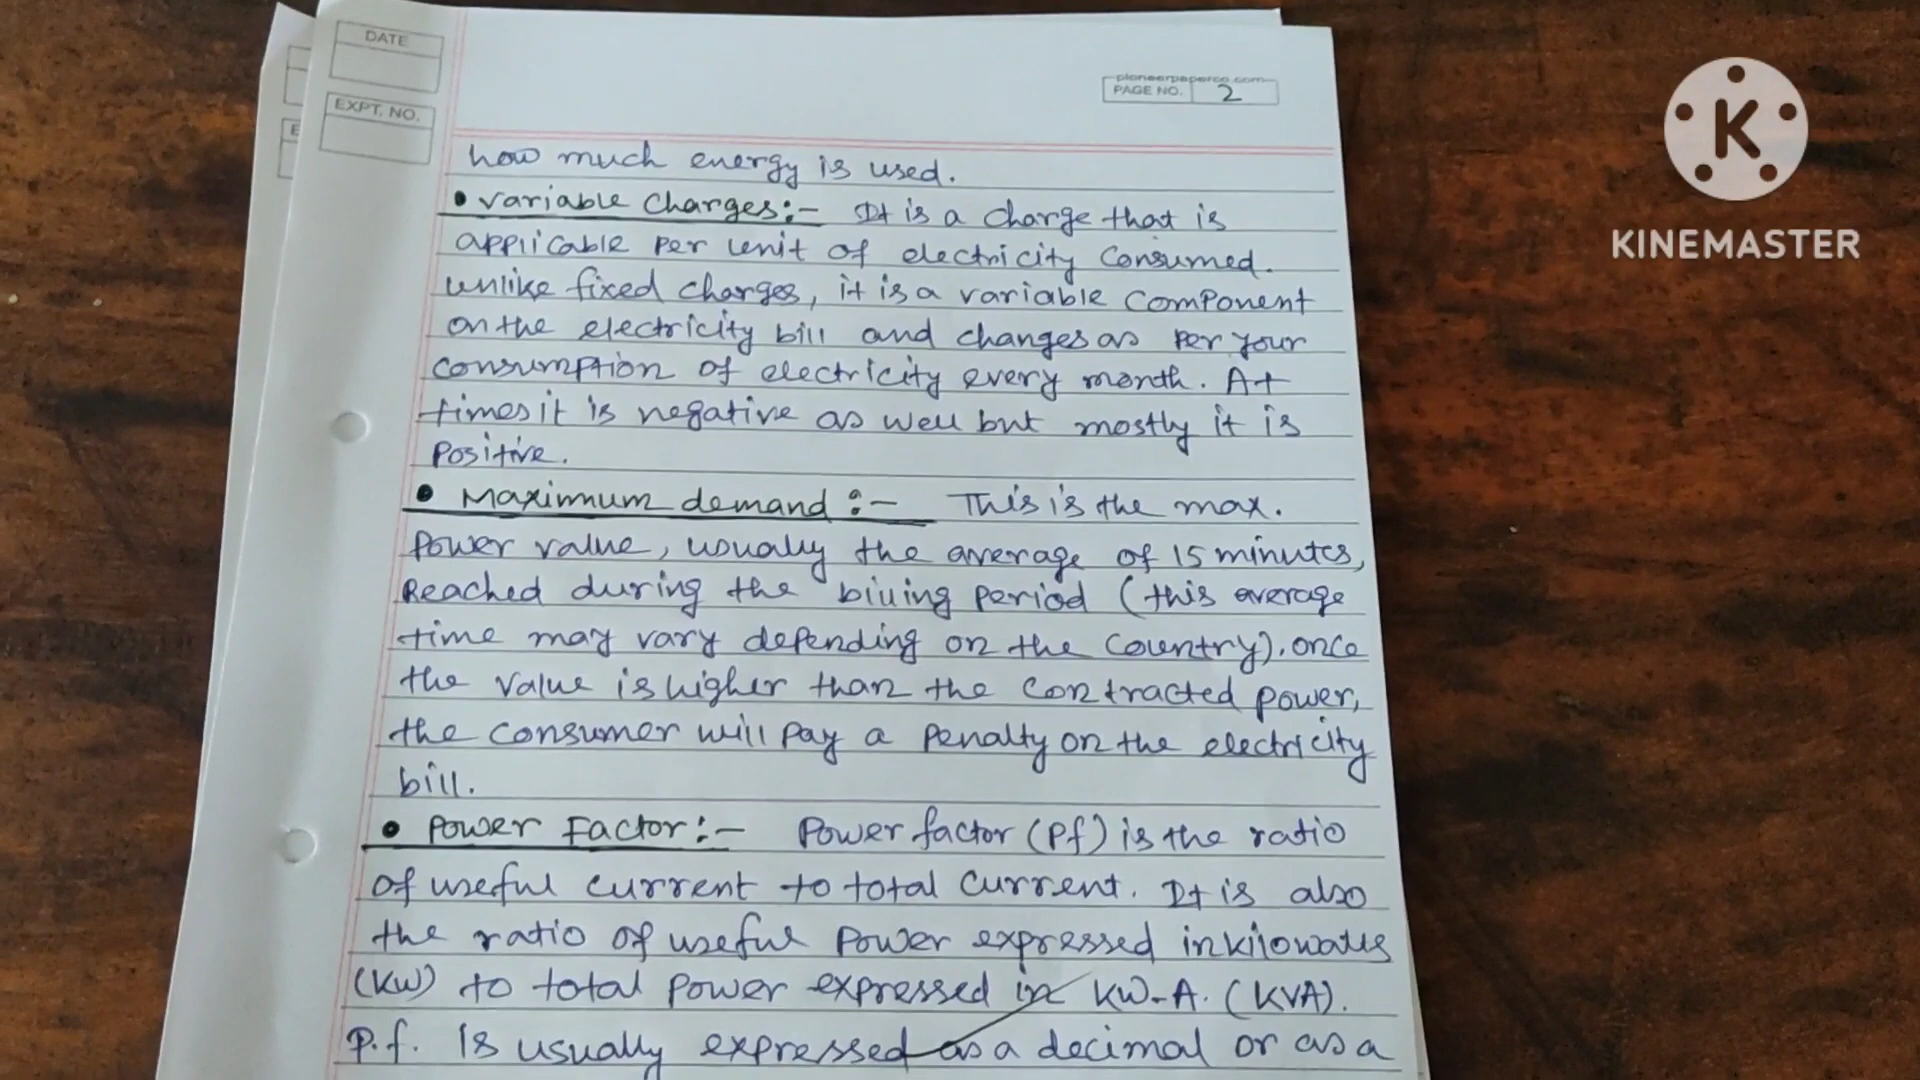 DATE
EXPT. NO.
E
pioneerpaperco.com
PAGE NO. 2
K
KINEMASTER
how much energy is used.
• Variable Charges:- It is a charge that is
applicable per unit of electricity consumed.
unlike fixed charges, it is a variable component
on the electricity bill and changes as per your
consumption of electricity every month. At
times it is negative as well but mostly it is
positive.
• Maximum demand :- This is the max.
power value, usually the average of 15 minutes,
Reached during the billing period (this average
time may vary depending on the country). once
the value is higher than the contracted power,
the consumer will pay a penalty on the electricity
bill.
• Power Factor:- Power factor (Pf) is the ratio
of useful current to total current. It is also
the ratio of useful power expressed in kilowatts
(KW) to total power expressed in KW-A. (KVA).
P.f. is usually expressed as a decimal or as a